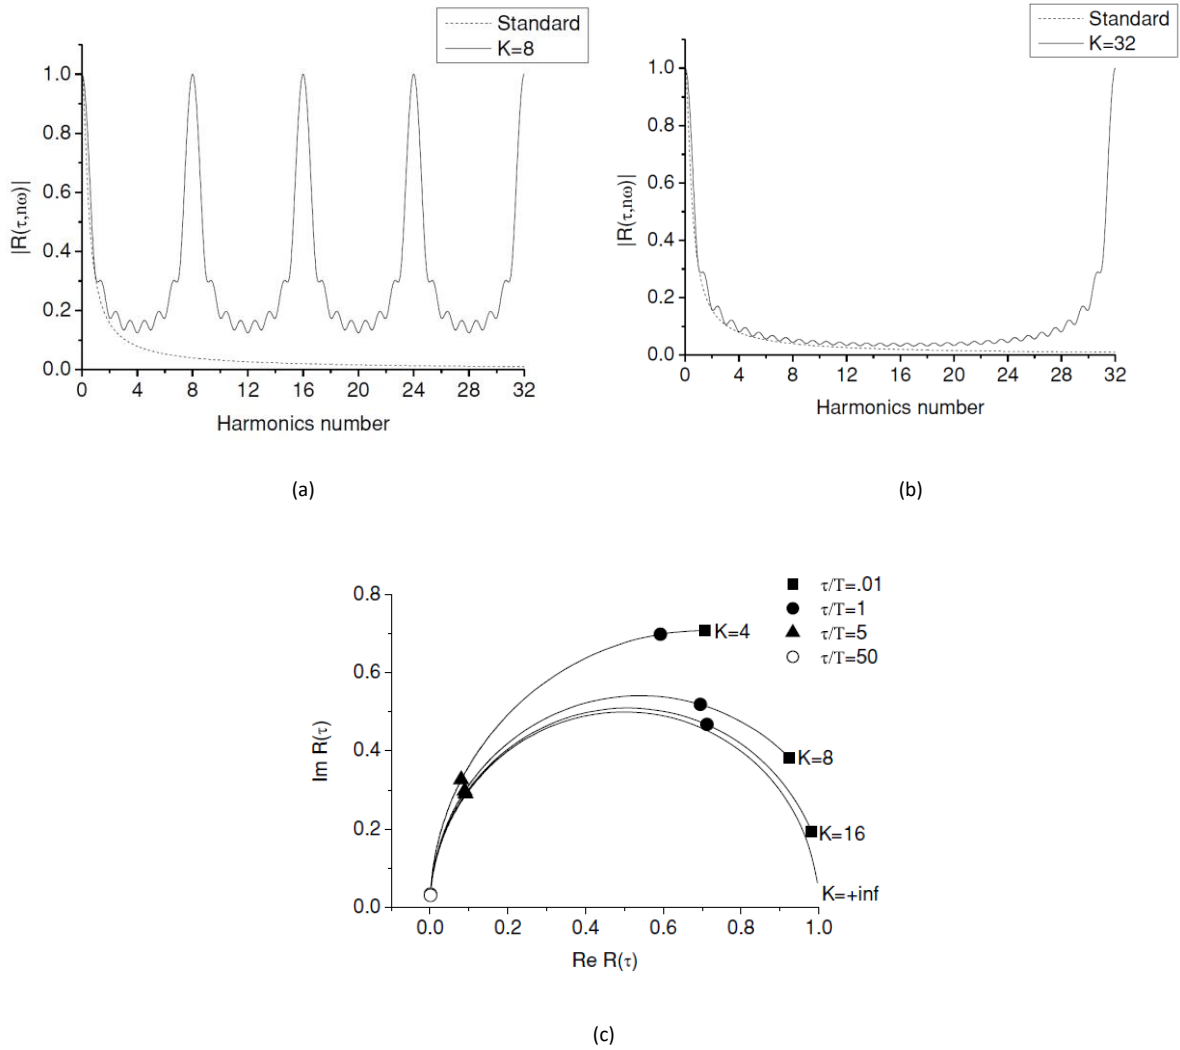 Standard
K=8
1.0
0.8
0.6
0.4
0.2
0.0
|R(τ,nω)|
0 4 8 12 16 20 24 28 32
Harmonics number
(a)
Standard
K=32
1.0
0.8
0.6
0.4
0.2
0.0
|R(τ,nω)|
0 4 8 12 16 20 24 28 32
Harmonics number
(b)
τ/T=.01
τ/T=1
τ/T=5
τ/T=50
0.8
0.6
0.4
0.2
0.0
Im R(τ)
K=4
K=8
K=16
K=+inf
0.0 0.2 0.4 0.6 0.8 1.0
Re R(τ)
(c)